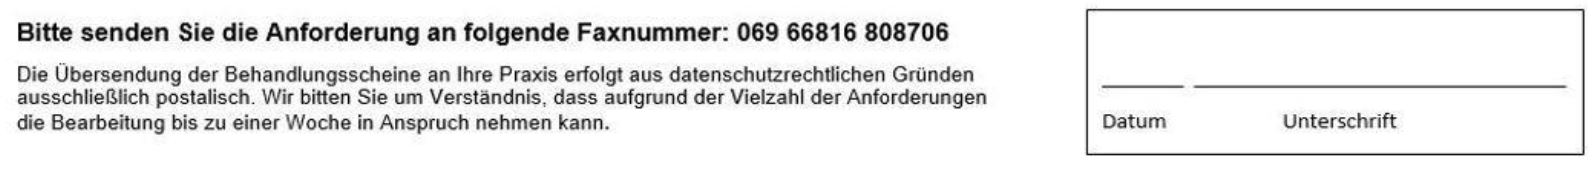 Bitte senden Sie die Anforderung an folgende Faxnummer: 069 66816 808706
Die Übersendung der Behandlungsscheine an Ihre Praxis erfolgt aus datenschutzrechtlichen Gründen
ausschließlich postalisch. Wir bitten Sie um Verständnis, dass aufgrund der Vielzahl der Anforderungen
die Bearbeitung bis zu einer Woche in Anspruch nehmen kann.
Datum Unterschrift